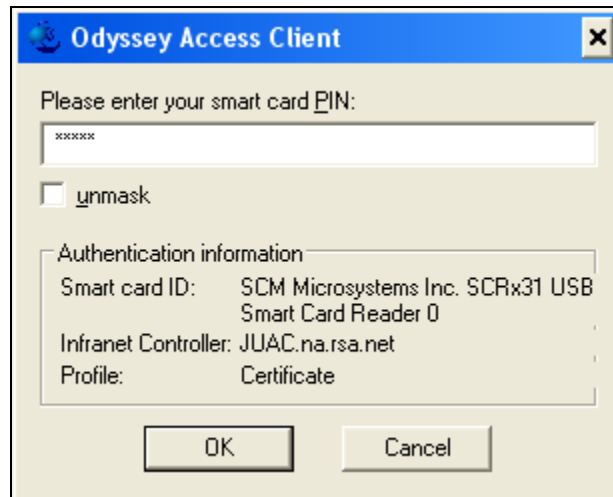 Odyssey Access Client
Please enter your smart card PIN:
xxxxx
unmask
Authentication information
Smart card ID: SCM Microsystems Inc. SCRx31 USB
Smart Card Reader 0
Infranet Controller: JUAC.na.rsa.net
Profile: Certificate
OK Cancel